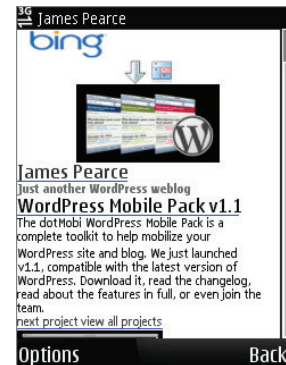 3G James Pearce
bing
James Pearce
Just another WordPress weblog
WordPress Mobile Pack v1.1
The dotMobi WordPress Mobile Pack is a
complete toolkit to help mobilize your
WordPress site and blog. We just launched
v1.1, compatible with the latest version of
WordPress. Download it, read the changelog,
read about the features in full, or even join the
team.
next project view all projects
Options Back